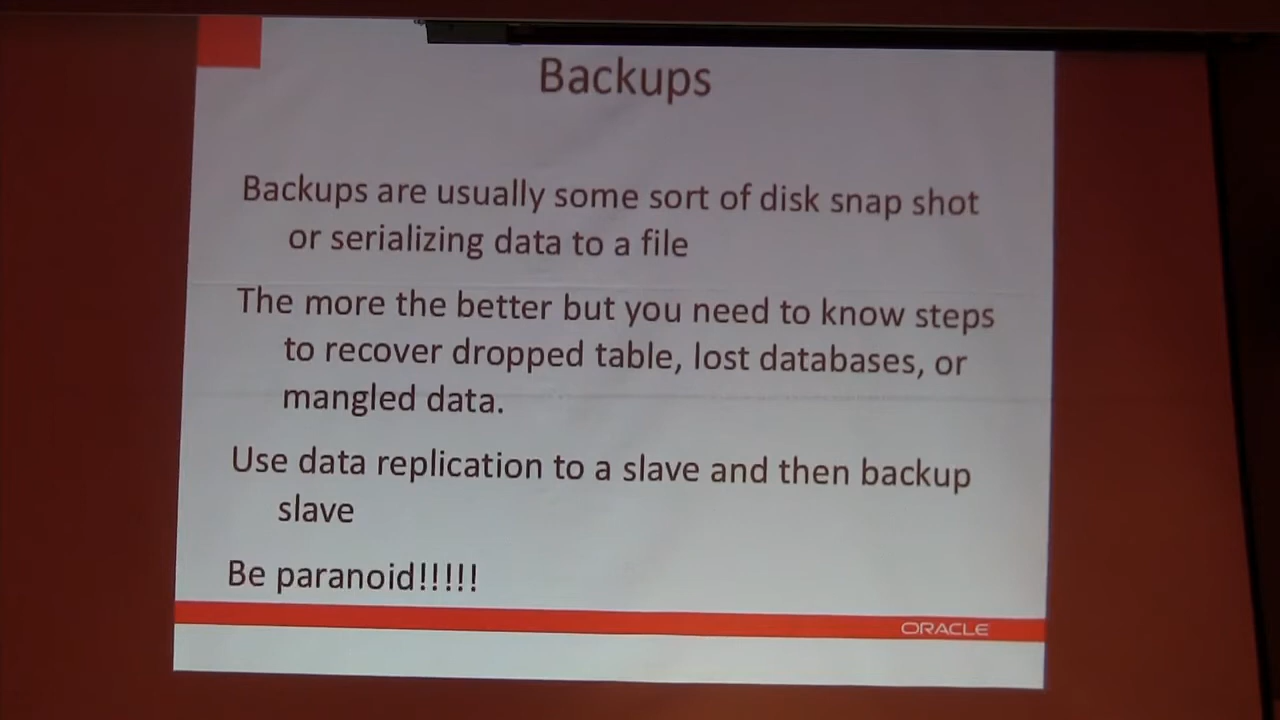 Backups
Backups are usually some sort of disk snap shot
or serializing data to a file
The more the better but you need to know steps
to recover dropped table, lost databases, or
mangled data.
Use data replication to a slave and then backup
slave
Be paranoid!!!!!
ORACLE